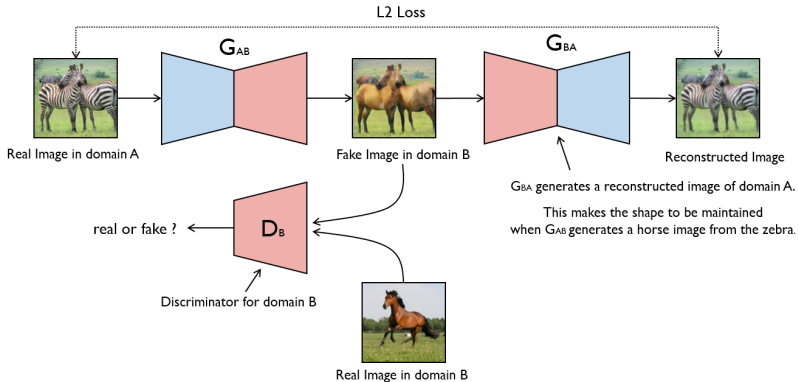 L2 Loss
GAB
GBA
Real Image in domain A
Fake Image in domain B
Reconstructed Image
GBA generates a reconstructed image of domain A.
This makes the shape to be maintained
when GAB generates a horse image from the zebra.
real or fake ?
DB
Discriminator for domain B
Real Image in domain B